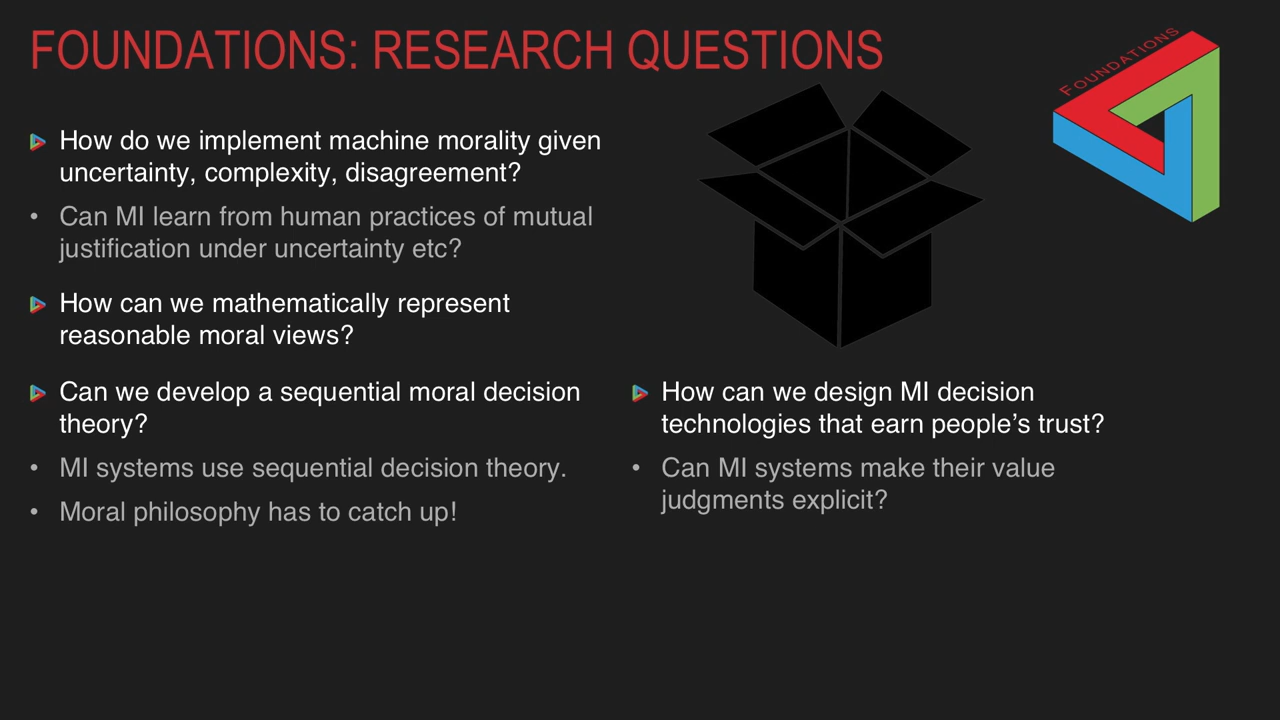 FOUNDATIONS: RESEARCH QUESTIONS
FOUNDATIONS
How do we implement machine morality given
uncertainty, complexity, disagreement?
• Can MI learn from human practices of mutual
justification under uncertainty etc?
How can we mathematically represent
reasonable moral views?
Can we develop a sequential moral decision
theory?
• MI systems use sequential decision theory.
• Moral philosophy has to catch up!
How can we design MI decision
technologies that earn people’s trust?
• Can MI systems make their value
judgments explicit?